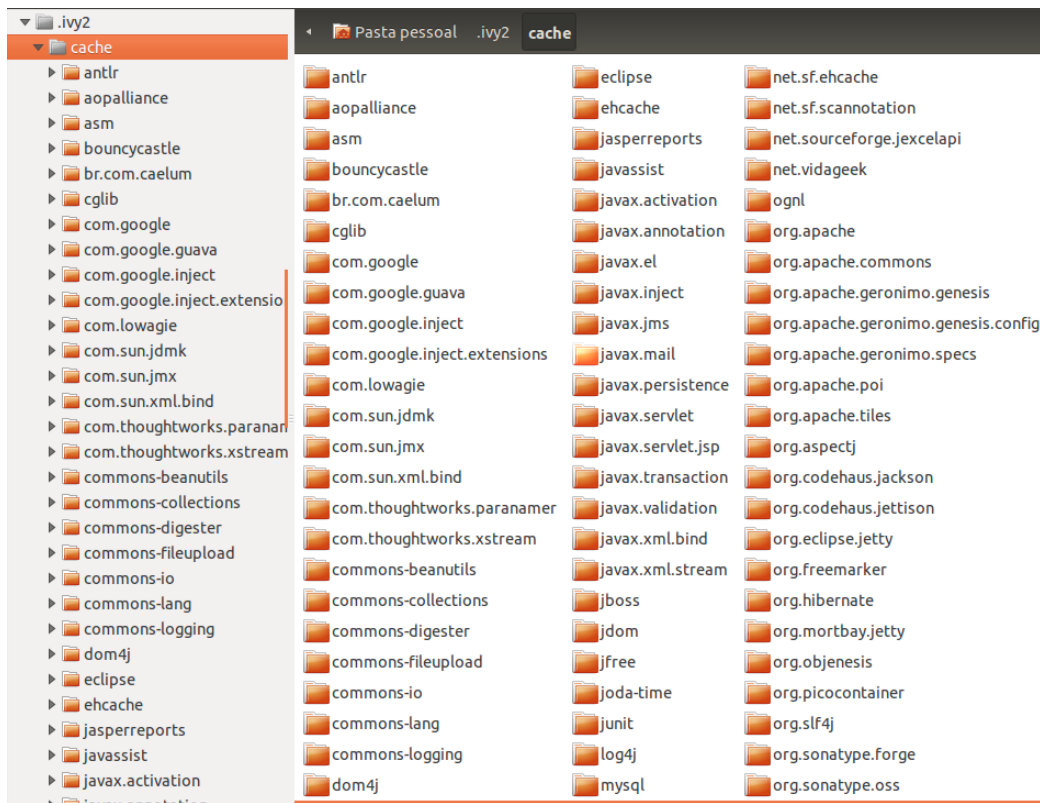 .ivy2
cache
antlr
aopalliance
asm
bouncycastle
br.com.caelum
cglib
com.google
com.google.guava
com.google.inject
com.google.inject.extensio
com.lowagie
com.sun.jdmk
com.sun.jmx
com.sun.xml.bind
com.thoughtworks.paranan
com.thoughtworks.xstream
commons-beanutils
commons-collections
commons-digester
commons-fileupload
commons-io
commons-lang
commons-logging
dom4j
eclipse
ehcache
jasperreports
javassist
javax.activation
Pasta pessoal .ivy2 cache
antlr
aopalliance
asm
bouncycastle
br.com.caelum
cglib
com.google
com.google.guava
com.google.inject
com.google.inject.extensions
com.lowagie
com.sun.jdmk
com.sun.jmx
com.sun.xml.bind
com.thoughtworks.paranamer
com.thoughtworks.xstream
commons-beanutils
commons-collections
commons-digester
commons-fileupload
commons-io
commons-lang
commons-logging
dom4j
eclipse
ehcache
jasperreports
javassist
javax.activation
javax.annotation
javax.el
javax.inject
javax.jms
javax.mail
javax.persistence
javax.servlet
javax.servlet.jsp
javax.transaction
javax.validation
javax.xml.bind
javax.xml.stream
jboss
jdom
jfree
joda-time
junit
log4j
mysql
net.sf.ehcache
net.sf.scannotation
net.sourceforge.jexcelapi
net.vidageek
ognl
org.apache
org.apache.commons
org.apache.geronimo.genesis
org.apache.geronimo.genesis.config
org.apache.geronimo.specs
org.apache.poi
org.apache.tiles
org.aspectj
org.codehaus.jackson
org.codehaus.jettison
org.eclipse.jetty
org.freemarker
org.hibernate
org.mortbay.jetty
org.objenesis
org.picocontainer
org.slf4j
org.sonatype.forge
org.sonatype.oss